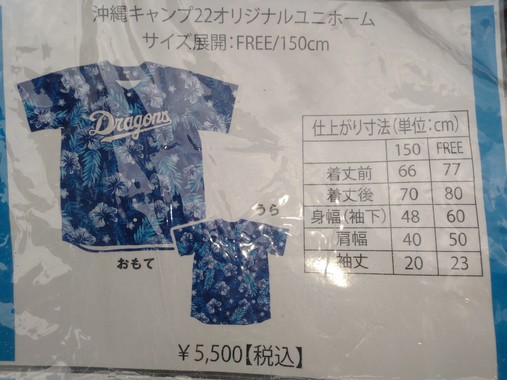 沖縄キャンプ22オリジナルユニホーム
サイズ展開:FREE/150cm
Dragons
うら
おもて
仕上がり寸法(単位:cm)
150 FREE
着丈前 66 77
着丈後 70 80
身幅(袖下) 48 60
肩幅 40 50
袖丈 20 23
¥5,500【税込】